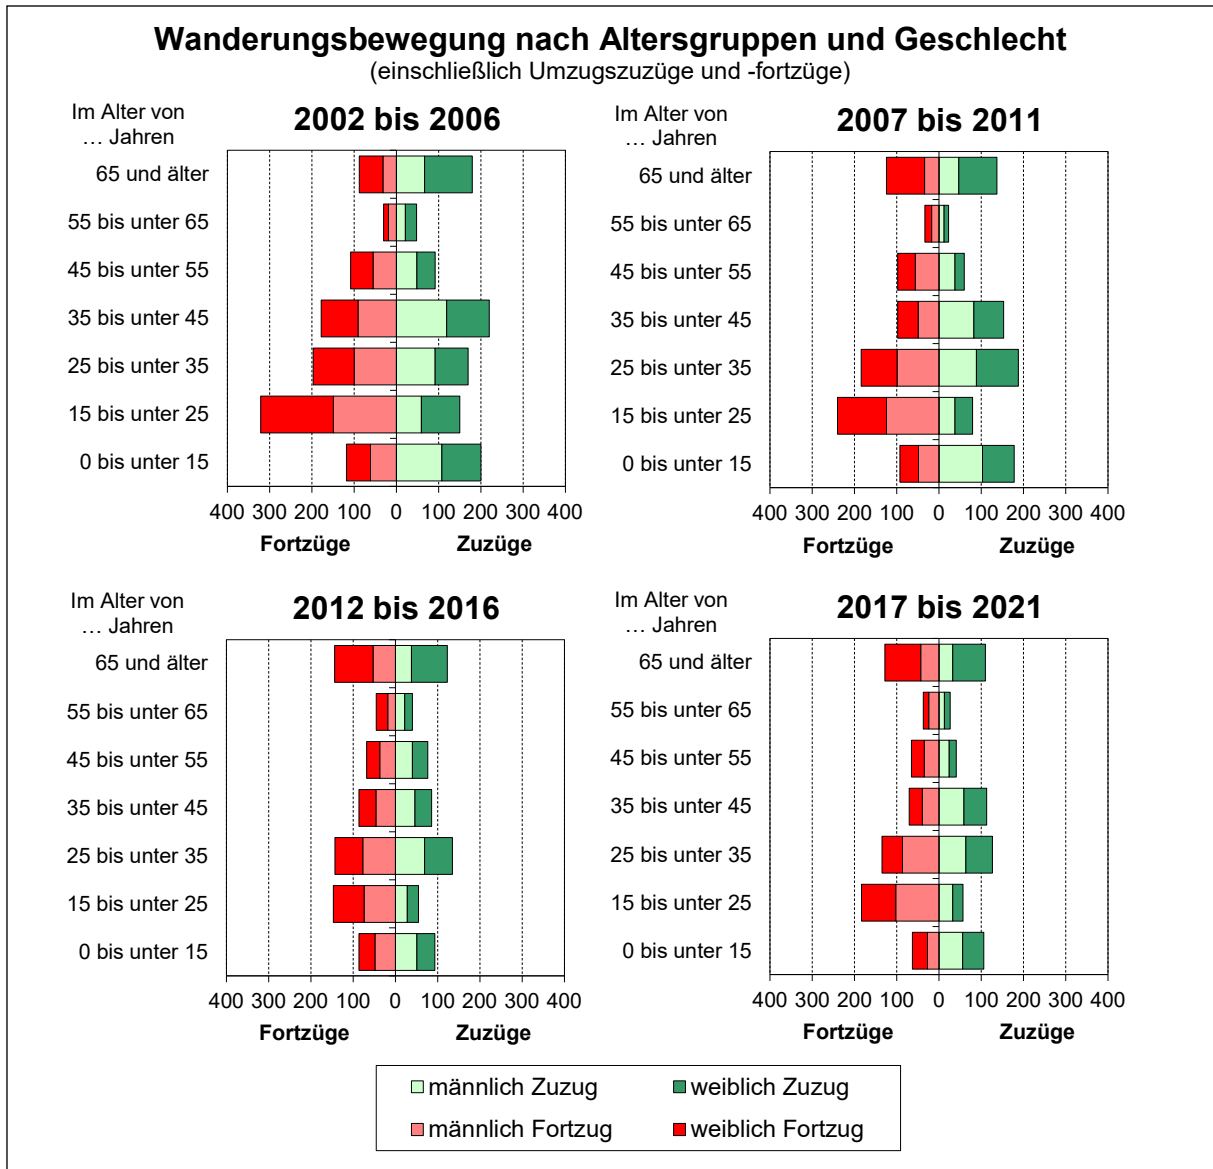 Wanderungsbewegung nach Altersgruppen und Geschlecht
(einschließlich Umzugszuzüge und -fortzüge)
Im Alter von
… Jahren
2002 bis 2006
65 und älter
55 bis unter 65
45 bis unter 55
35 bis unter 45
25 bis unter 35
15 bis unter 25
0 bis unter 15
400 300 200 100 0 100 200 300 400
Fortzüge Zuzüge
Im Alter von
… Jahren
2007 bis 2011
65 und älter
55 bis unter 65
45 bis unter 55
35 bis unter 45
25 bis unter 35
15 bis unter 25
0 bis unter 15
400 300 200 100 0 100 200 300 400
Fortzüge Zuzüge
Im Alter von
… Jahren
2012 bis 2016
65 und älter
55 bis unter 65
45 bis unter 55
35 bis unter 45
25 bis unter 35
15 bis unter 25
0 bis unter 15
400 300 200 100 0 100 200 300 400
Fortzüge Zuzüge
Im Alter von
… Jahren
2017 bis 2021
65 und älter
55 bis unter 65
45 bis unter 55
35 bis unter 45
25 bis unter 35
15 bis unter 25
0 bis unter 15
400 300 200 100 0 100 200 300 400
Fortzüge Zuzüge
männlich Zuzug weiblich Zuzug
männlich Fortzug weiblich Fortzug